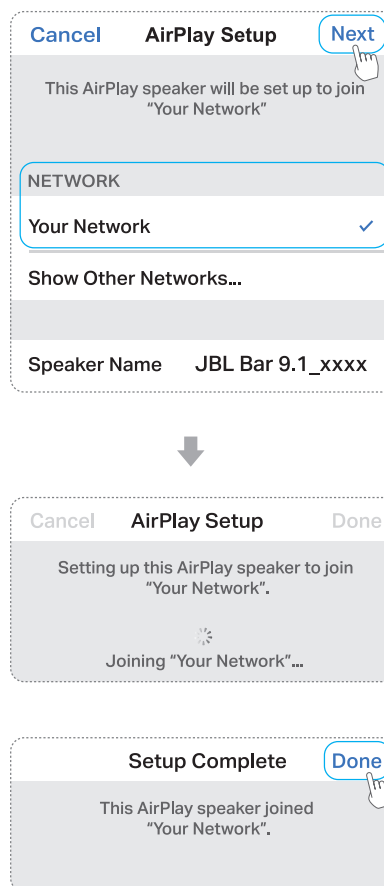 Cancel AirPlay Setup Next
This AirPlay speaker will be set up to join
“Your Network”
NETWORK
Your Network
Show Other Networks...
Speaker Name JBL Bar 9.1_xxxx
Cancel AirPlay Setup Done
Setting up this AirPlay speaker to join
“Your Network”.
Joining “Your Network”...
Setup Complete Done
This AirPlay speaker joined
“Your Network”.